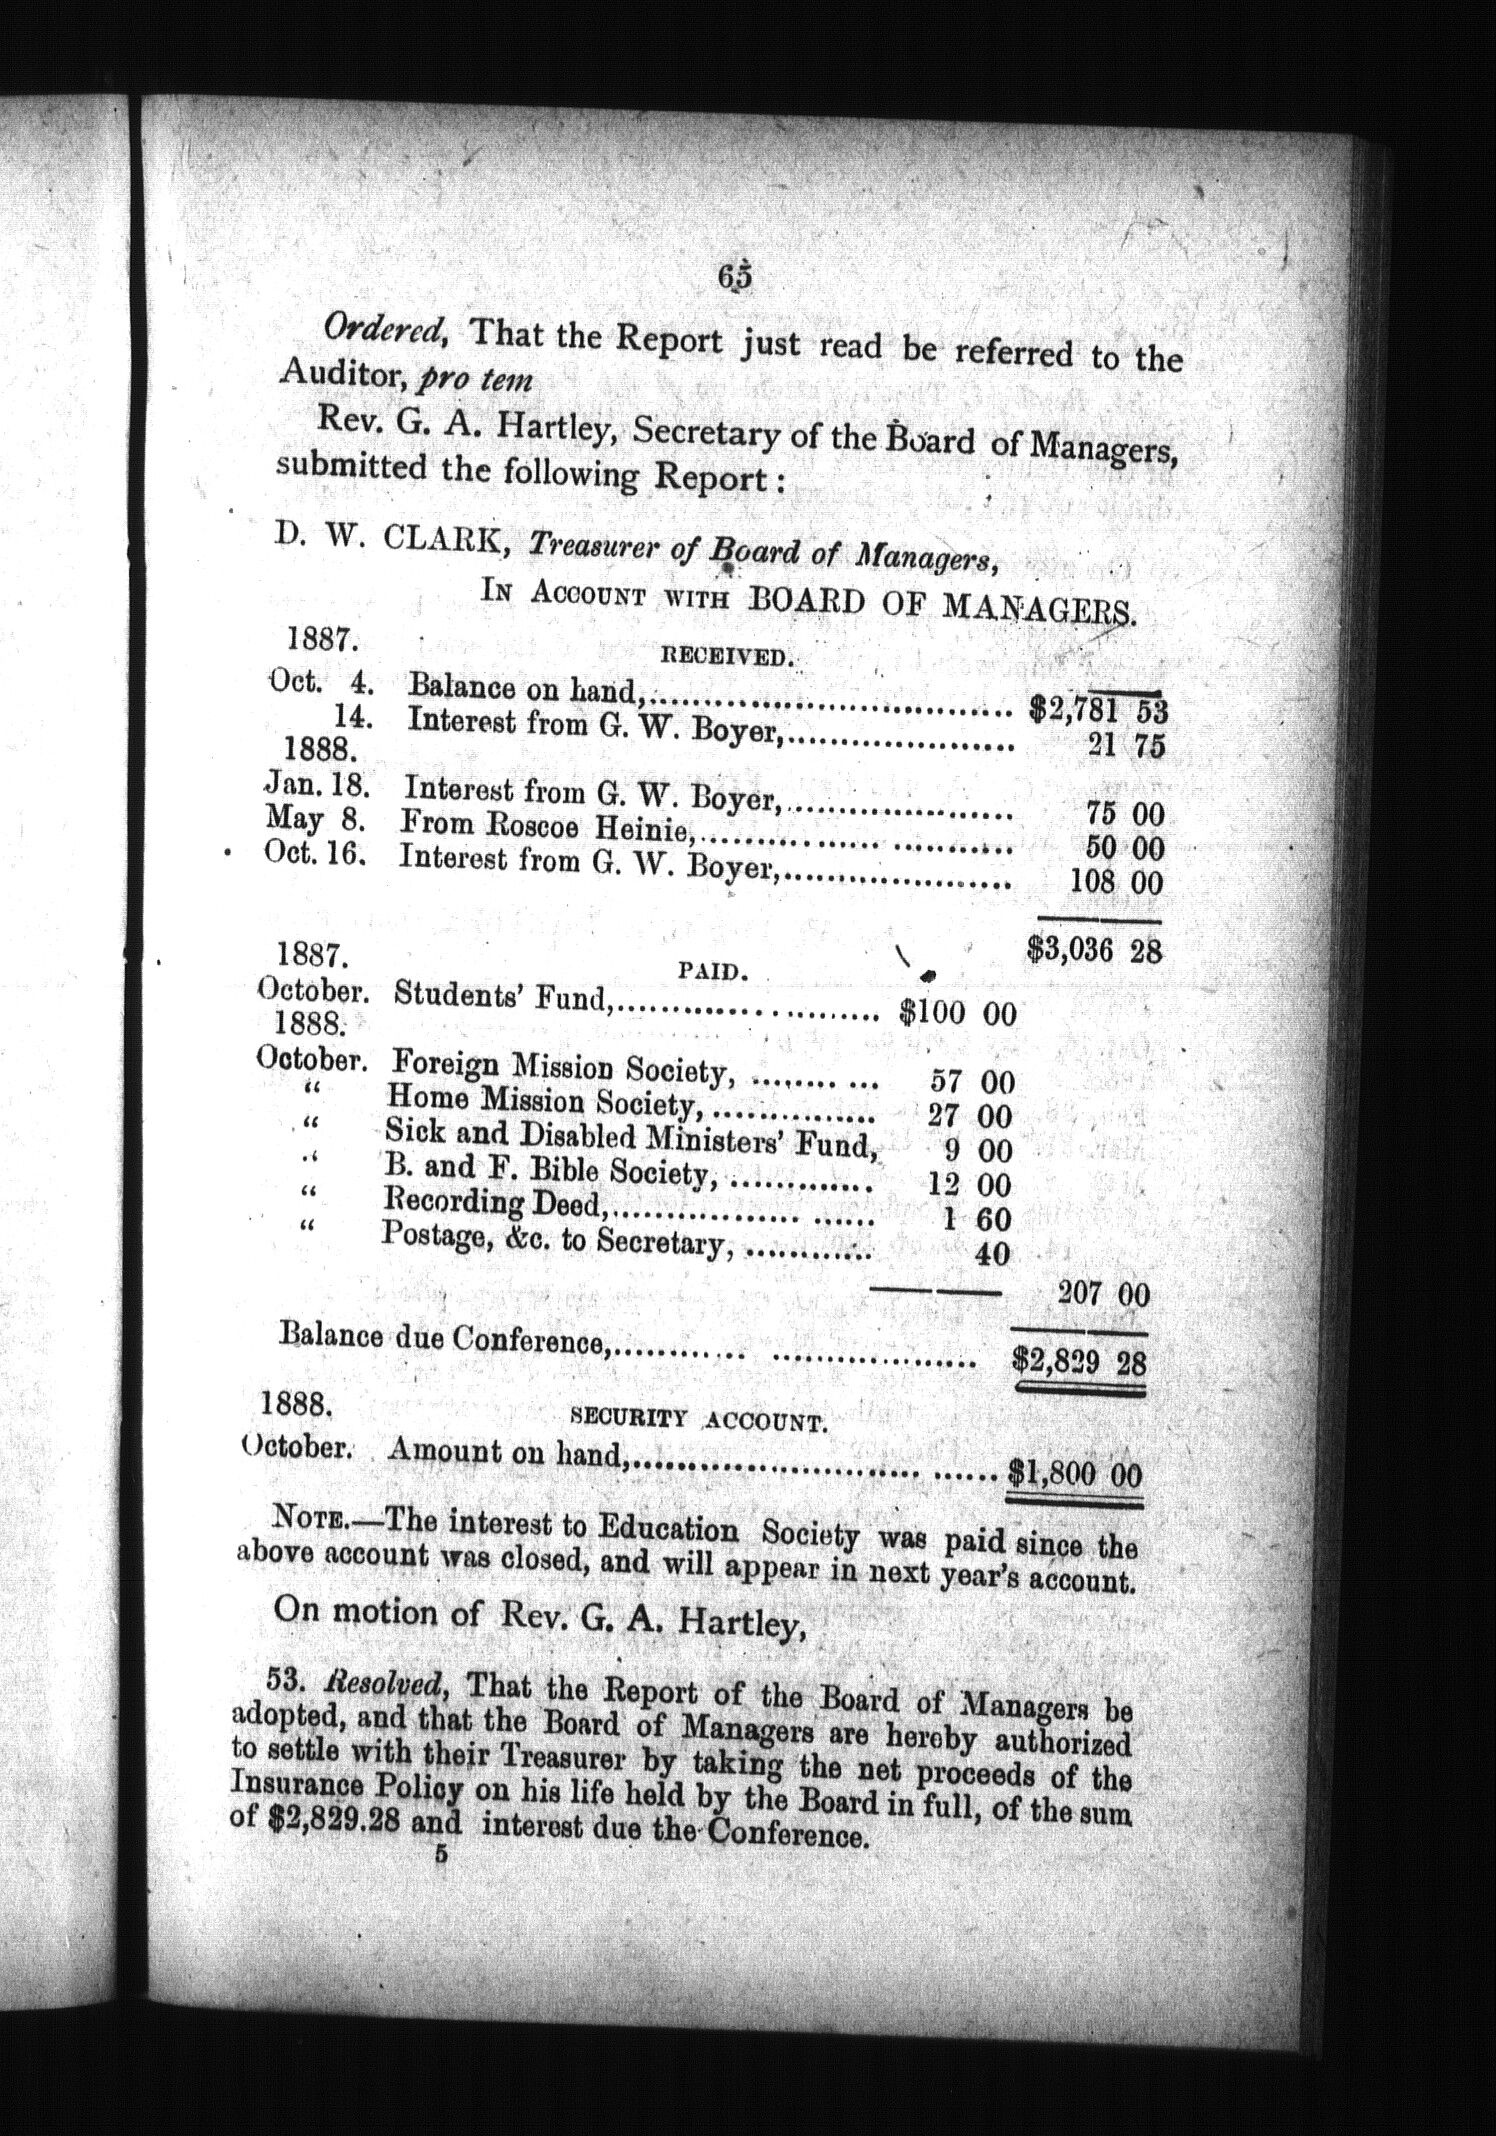 65
Ordered, That the Report just read be referred to the
Auditor, pro tem
Rev. G. A. Hartley, Secretary of the Board of Managers,
submitted the following Report :
D. W. CLARK, Treasurer of Board of Managers,
IN ACCOUNT WITH BOARD OF MANAGERS.
1887. RECEIVED.
Oct. 4. Balance on hand,.................................. $2,781 53
14. Interest from G. W. Boyer,...................... 21 75
1888.
Jan. 18. Interest from G. W. Boyer,...................... 75 00
May 8. From Roscoe Heinie,............................ 50 00
Oct. 16. Interest from G. W. Boyer,...................... 108 00
$3,036 28
1887. PAID.
October. Students' Fund,.......................... $100 00
1888.
October. Foreign Mission Society, ........... 57 00
" Home Mission Society,............... 27 00
" Sick and Disabled Ministers' Fund, 9 00
" B. and F. Bible Society,............. 12 00
" Recording Deed,........................ 1 60
" Postage, &c. to Secretary, ............ 40
207 00
Balance due Conference,............ ................... $2,829 28
1888. SECURITY ACCOUNT.
October. Amount on hand,................................. $1,800 00
NOTE.—The interest to Education Society was paid since the
above account was closed, and will appear in next year's account.
On motion of Rev. G. A. Hartley,
53. Resolved, That the Report of the Board of Managers be
adopted, and that the Board of Managers are hereby authorized
to settle with their Treasurer by taking the net proceeds of the
Insurance Policy on his life held by the Board in full, of the sum
of $2,829.28 and interest due the Conference.
5